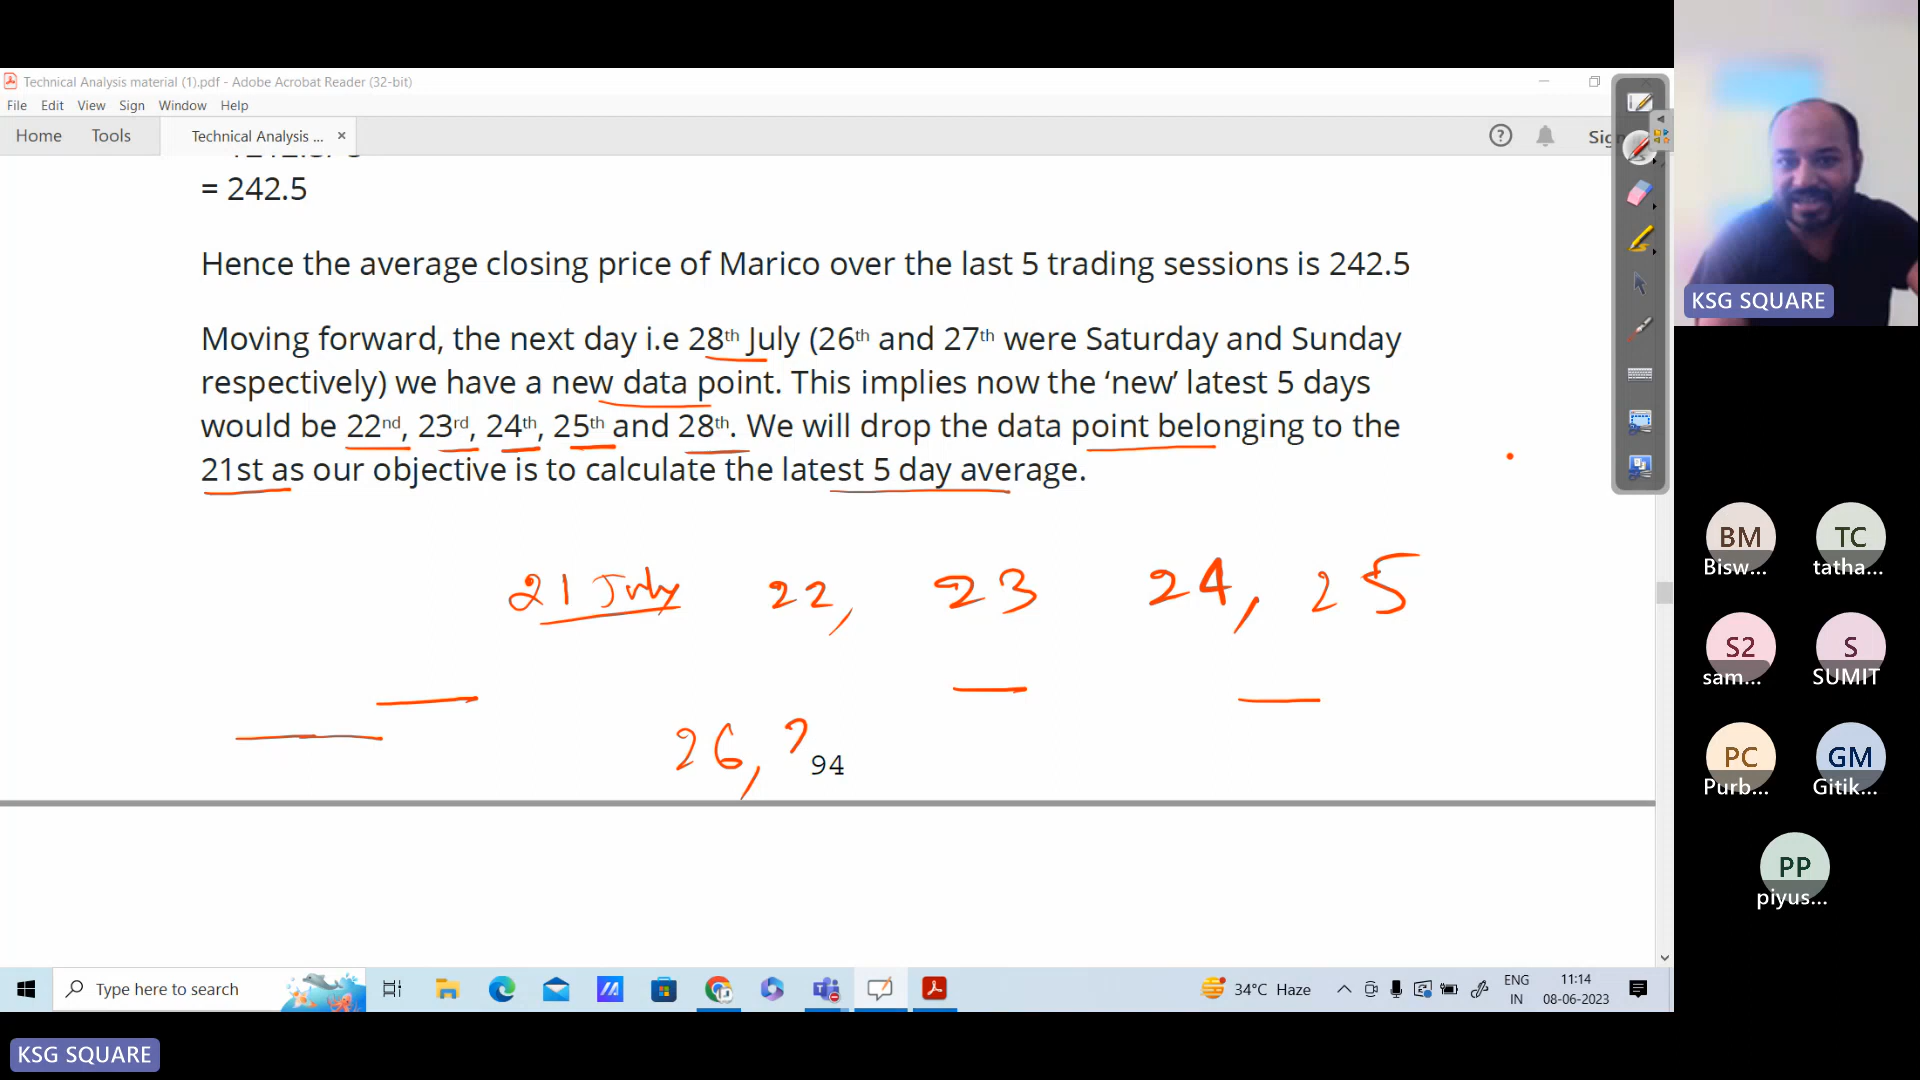 Technical Analysis material (1).pdf - Adobe Acrobat Reader (32-bit)
File Edit View Sign Window Help
Home Tools Technical Analysis ... ×
= 242.5
Hence the average closing price of Marico over the last 5 trading sessions is 242.5
Moving forward, the next day i.e 28th July (26th and 27th were Saturday and Sunday
respectively) we have a new data point. This implies now the ‘new’ latest 5 days
would be 22nd, 23rd, 24th, 25th and 28th. We will drop the data point belonging to the
21st as our objective is to calculate the latest 5 day average.
21 July 22, 23 24, 25
26, 2
94
KSG SQUARE
BM
Bisw...
TC
tatha...
S2
sam...
S
SUMIT
PC
Purb...
GM
Gitik...
PP
piyus...
Type here to search
34°C Haze
ENG
IN
11:14
08-06-2023
KSG SQUARE